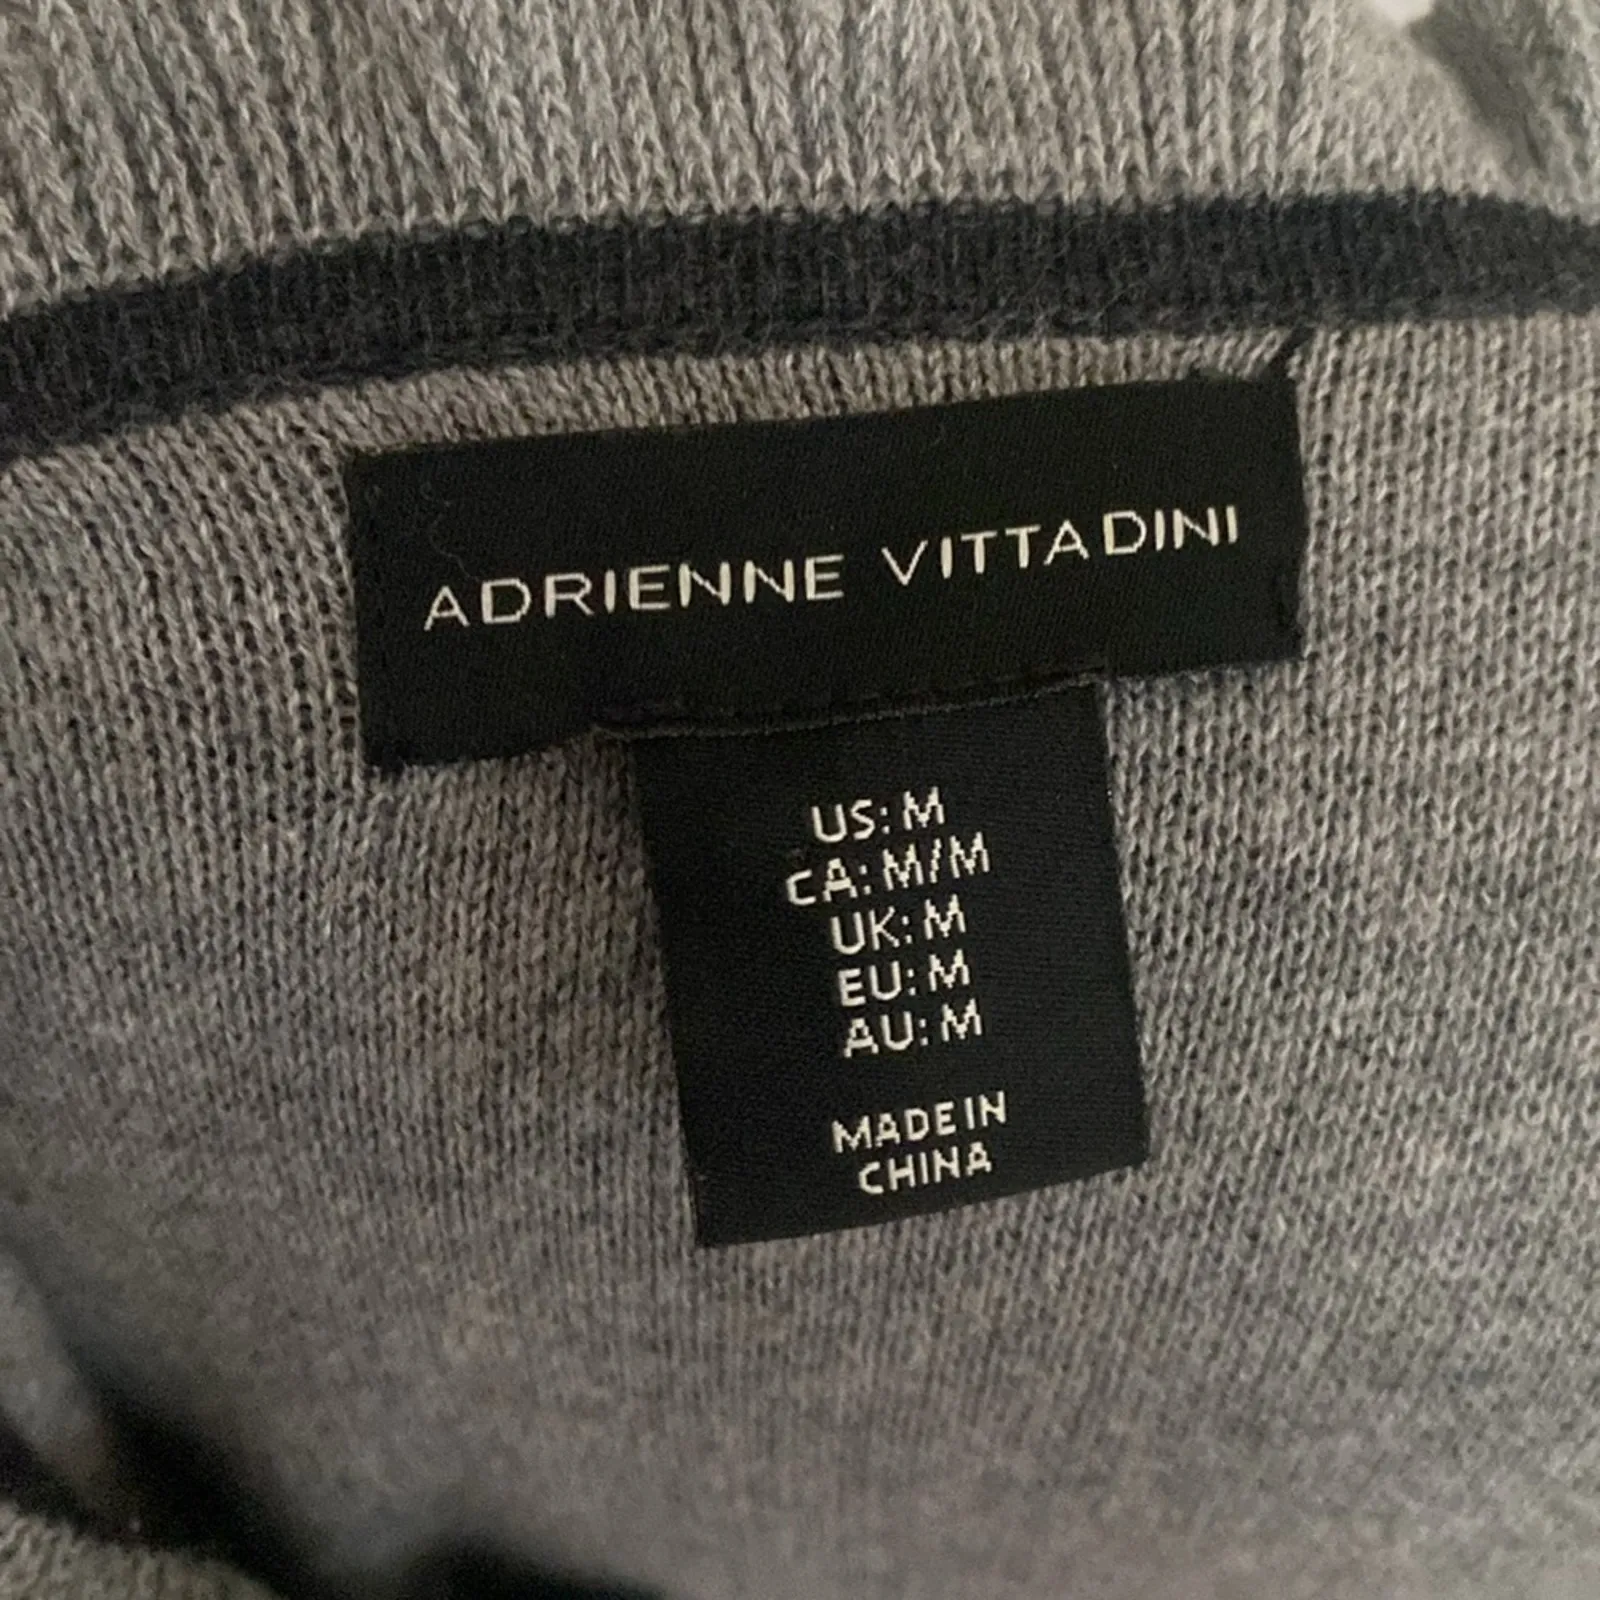 ADRIENNE VITTADINI
US: M
CA: M/M
UK: M
EU: M
AU: M
MADE IN
CHINA